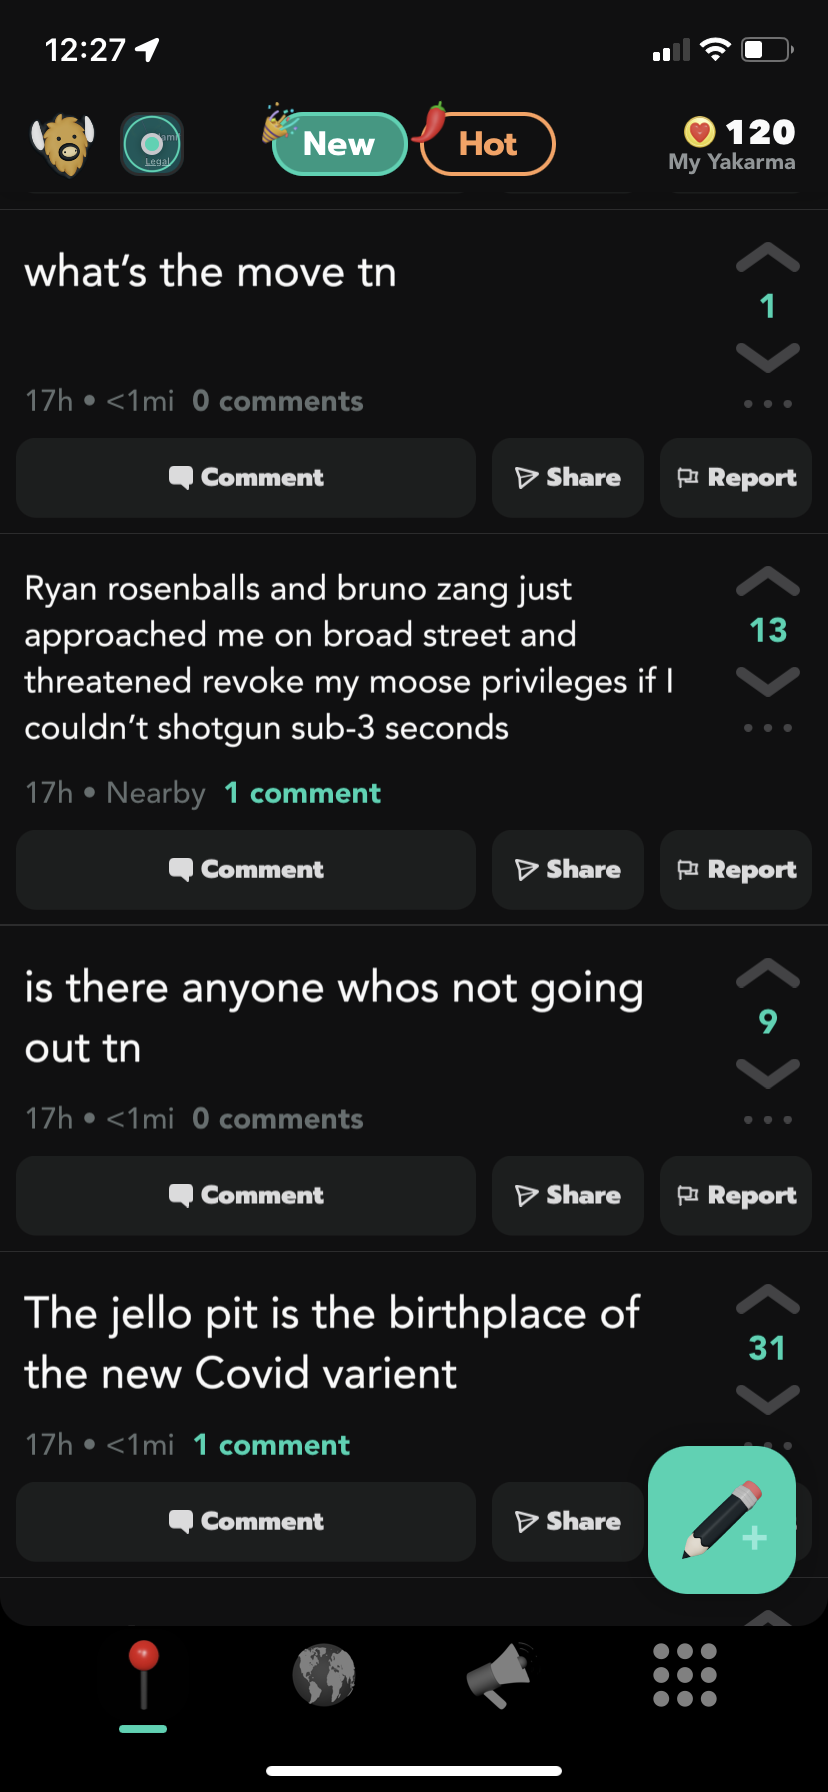 12:27
Legal
New
Hot
120
My Yakarma
what's the move tn
1
17h • <1mi 0 comments
Comment
Share
Report
Ryan rosenballs and bruno zang just
approached me on broad street and
threatened revoke my moose privileges if I
couldn't shotgun sub-3 seconds
13
17h • Nearby 1 comment
Comment
Share
Report
is there anyone whos not going
out tn
9
17h • <1mi 0 comments
Comment
Share
Report
The jello pit is the birthplace of
the new Covid varient
31
17h • <1mi 1 comment
Comment
Share